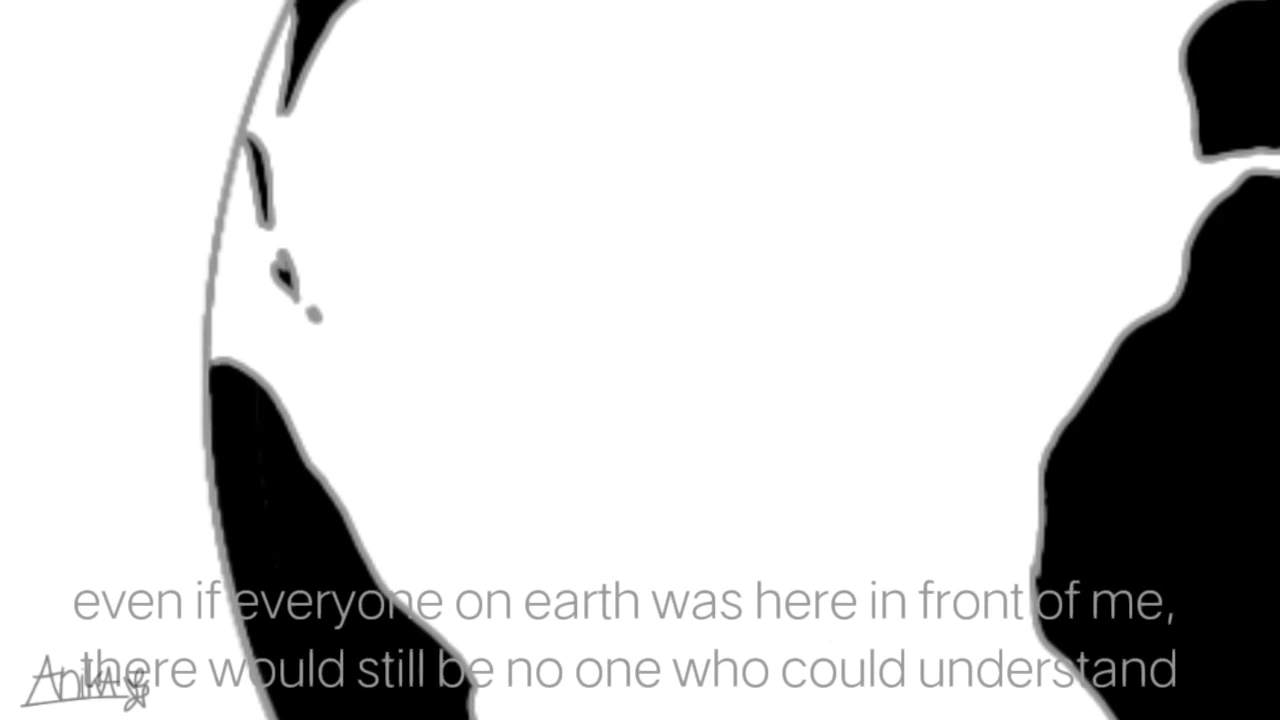 even if everyone on earth was here in front of me,
there would still be no one who could understand
Anika